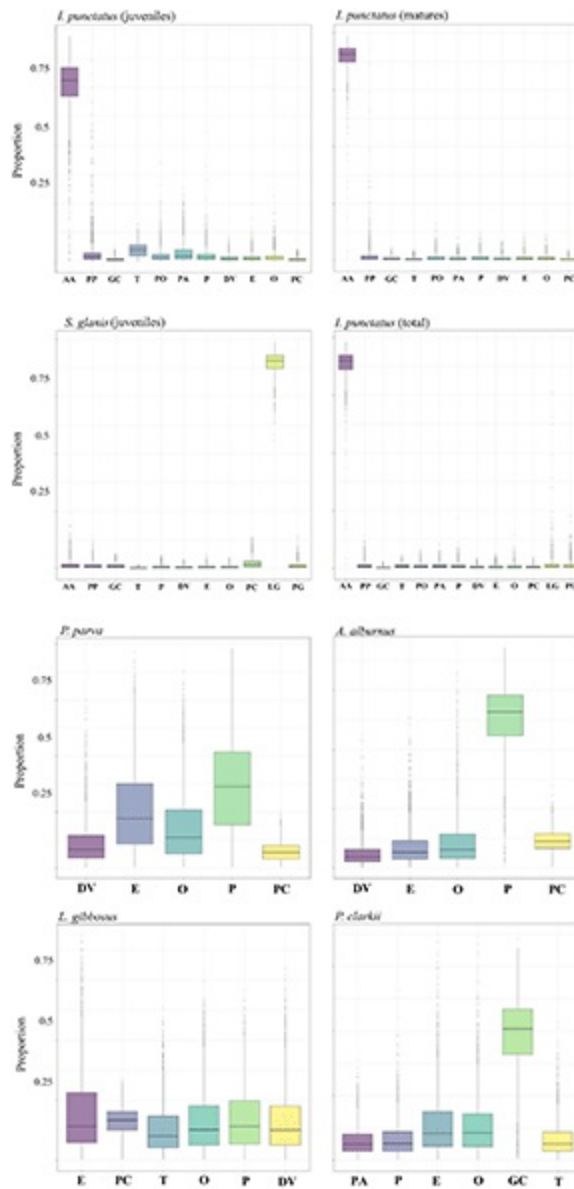 I. punctatus (juveniles)
I. punctatus (matures)
Proportion
0.75
0.5
0.25
AA PP GC T PO PA P DV E O PC
AA PP GC T PO PA P DV E O PC
S. glanis (juveniles)
I. punctatus (total)
Proportion
0.75
0.5
0.25
AA PP GC T P DV E O PC LG PG
AA PP GC T PO PA P DV E O PC LG
P. parva
A. alburnus
Proportion
0.75
0.5
0.25
DV E O P PC
DV E O P PC
L. gibbosus
P. clarkii
Proportion
0.75
0.5
0.25
E PC T O P DV
PA P E O GC T